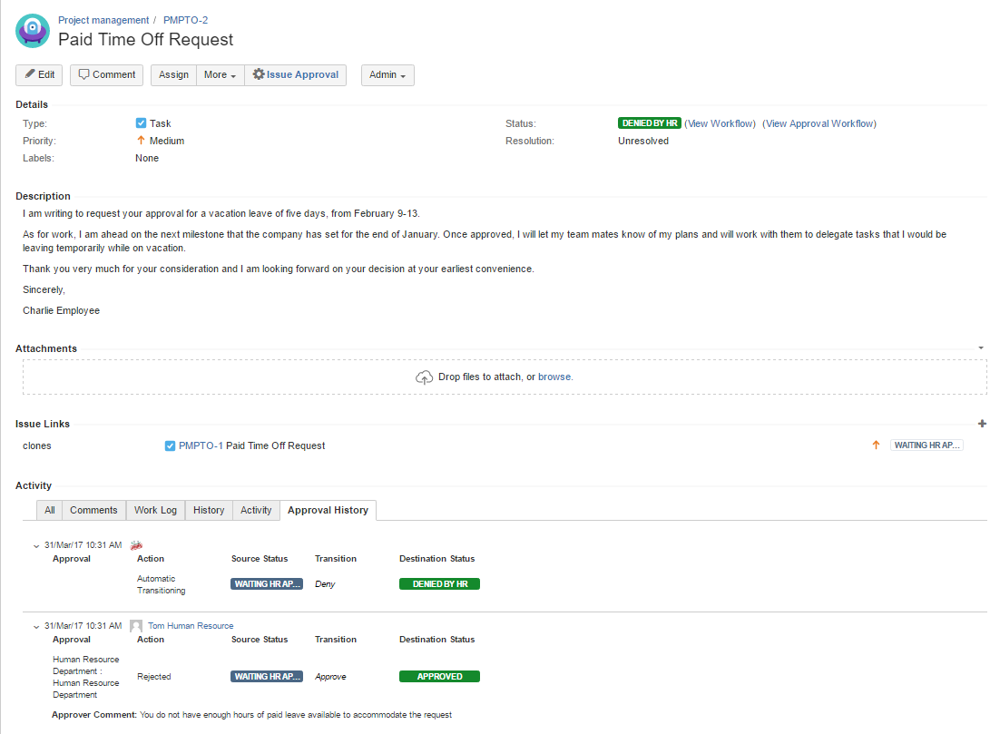 Project management / PMPTO-2
Paid Time Off Request
Edit Comment Assign More Issue Approval Admin
Details
Type: Task Status: DENIED BY HR (View Workflow) (View Approval Workflow)
Priority: Medium Resolution: Unresolved
Labels: None
Description
I am writing to request your approval for a vacation leave of five days, from February 9-13.
As for work, I am ahead on the next milestone that the company has set for the end of January. Once approved, I will let my team mates know of my plans and will work with them to delegate tasks that I would be
leaving temporarily while on vacation.
Thank you very much for your consideration and I am looking forward on your decision at your earliest convenience.
Sincerely,
Charlie Employee
Attachments
Drop files to attach, or browse.
Issue Links
clones PMPTO-1 Paid Time Off Request WAITING HR AP...
Activity
All Comments Work Log History Activity Approval History
31/Mar/17 10:31 AM
Approval Action Source Status Transition Destination Status
Automatic
Transitioning WAITING HR AP... Deny DENIED BY HR
31/Mar/17 10:31 AM Tom Human Resource
Approval Action Source Status Transition Destination Status
Human Resource
Department :
Human Resource
Department
Rejected WAITING HR AP... Approve APPROVED
Approver Comment: You do not have enough hours of paid leave available to accommodate the request